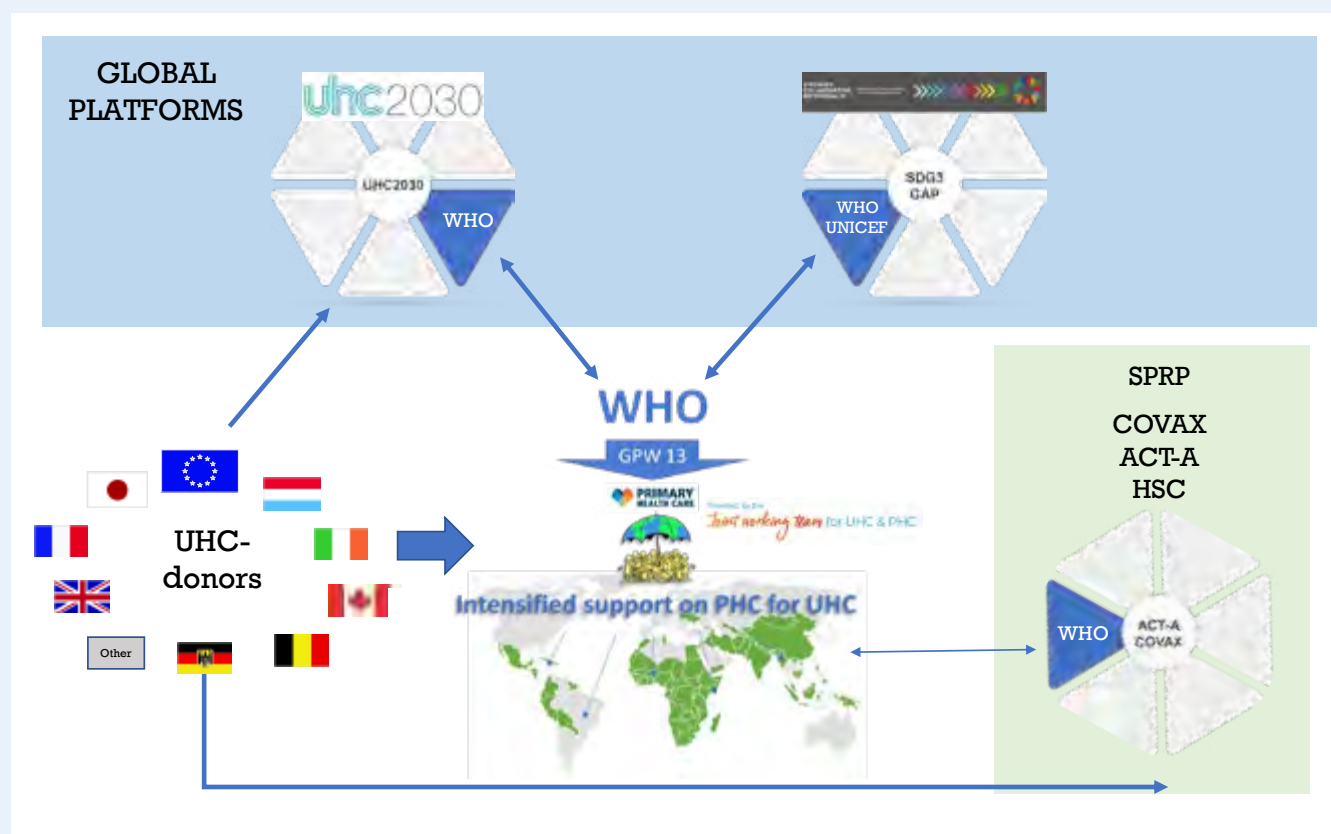 GLOBAL
PLATFORMS
uhc2030
UHC2030
WHO
SDG3
GAP
WHO
UNICEF
WHO
GPW 13
PRIMARY
HEALTH CARE
Joint working team for UHC & PHC
Intensified support on PHC for UHC
UHC-
donors
Other
SPRP
COVAX
ACT-A
HSC
WHO
ACT-A
COVAX